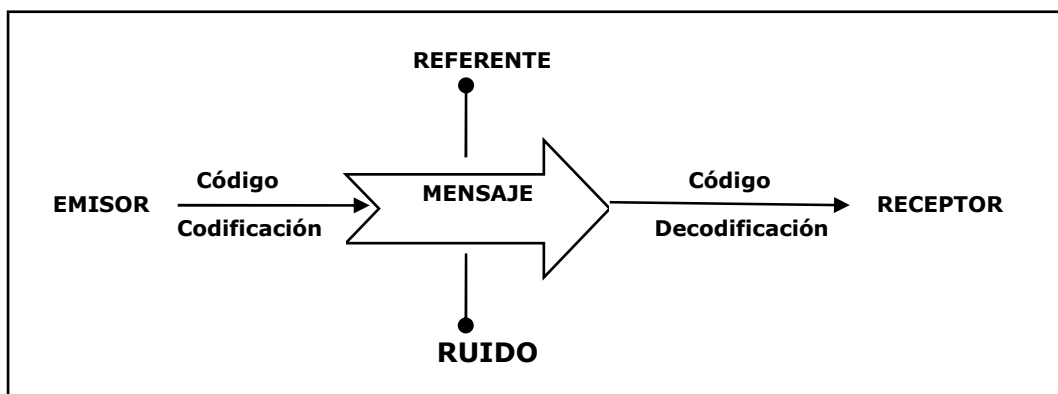 REFERENTE
Código
Código
MENSAJE
EMISOR
RECEPTOR
Codificación
Decodificación
RUIDO